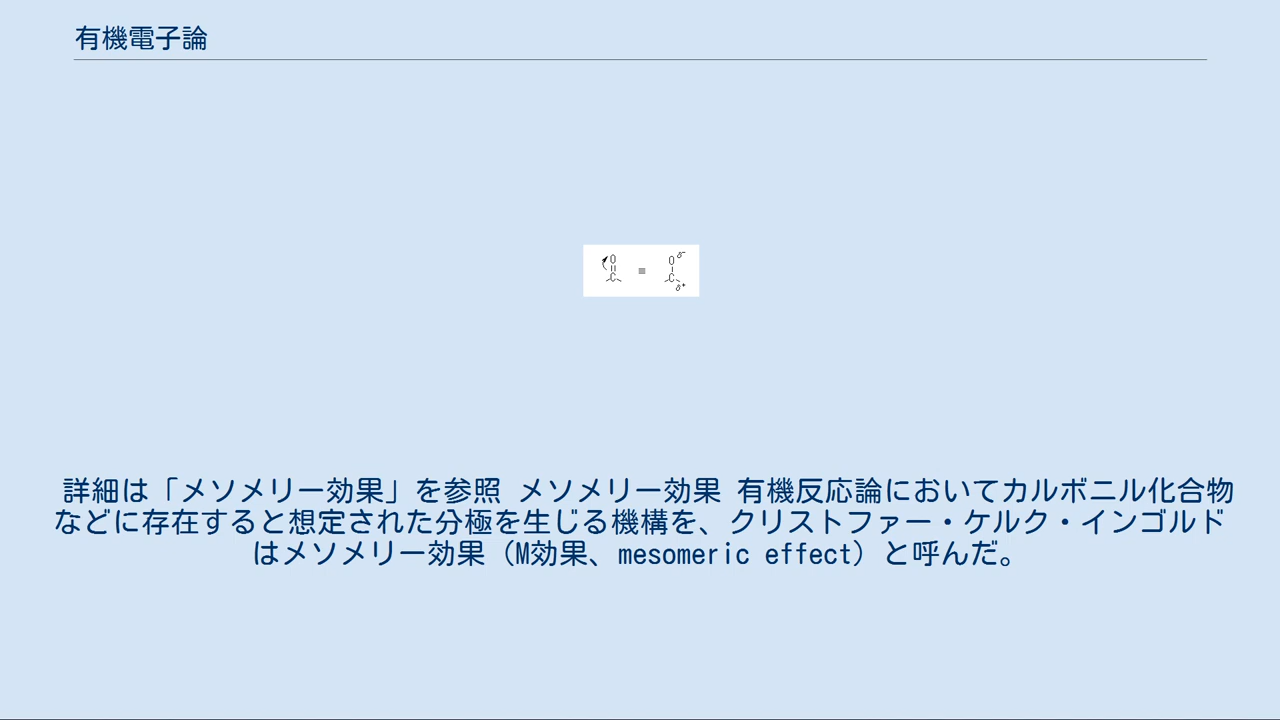 有機電子論
O δ-
O
C
≡
C
δ+
詳細は「メソメリー効果」を参照 メソメリー効果 有機反応論においてカルボニル化合物
などに存在すると想定された分極を生じる機構を、クリストファー・ケルク・インゴルド
はメソメリー効果（M効果、mesomeric effect）と呼んだ。